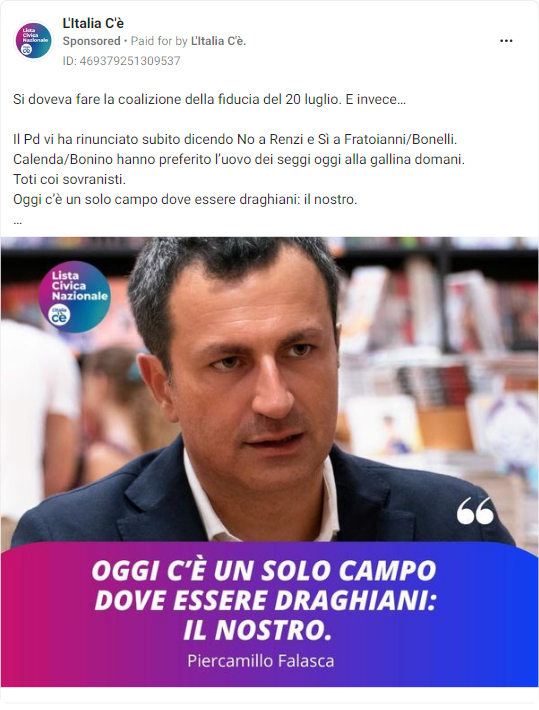 L'Italia C'è
Sponsored • Paid for by L'Italia C'è.
ID: 469379251309537
Si doveva fare la coalizione della fiducia del 20 luglio. E invece…
Il Pd vi ha rinunciato subito dicendo No a Renzi e Sì a Fratoianni/Bonelli.
Calenda/Bonino hanno preferito l'uovo dei seggi oggi alla gallina domani.
Toti coi sovranisti.
Oggi c'è un solo campo dove essere draghiani: il nostro.
...
Lista
Civica
Nazionale
L'Italia
c'è
OGGI C'È UN SOLO CAMPO
DOVE ESSERE DRAGHIANI:
IL NOSTRO.
Piercamillo Falasca